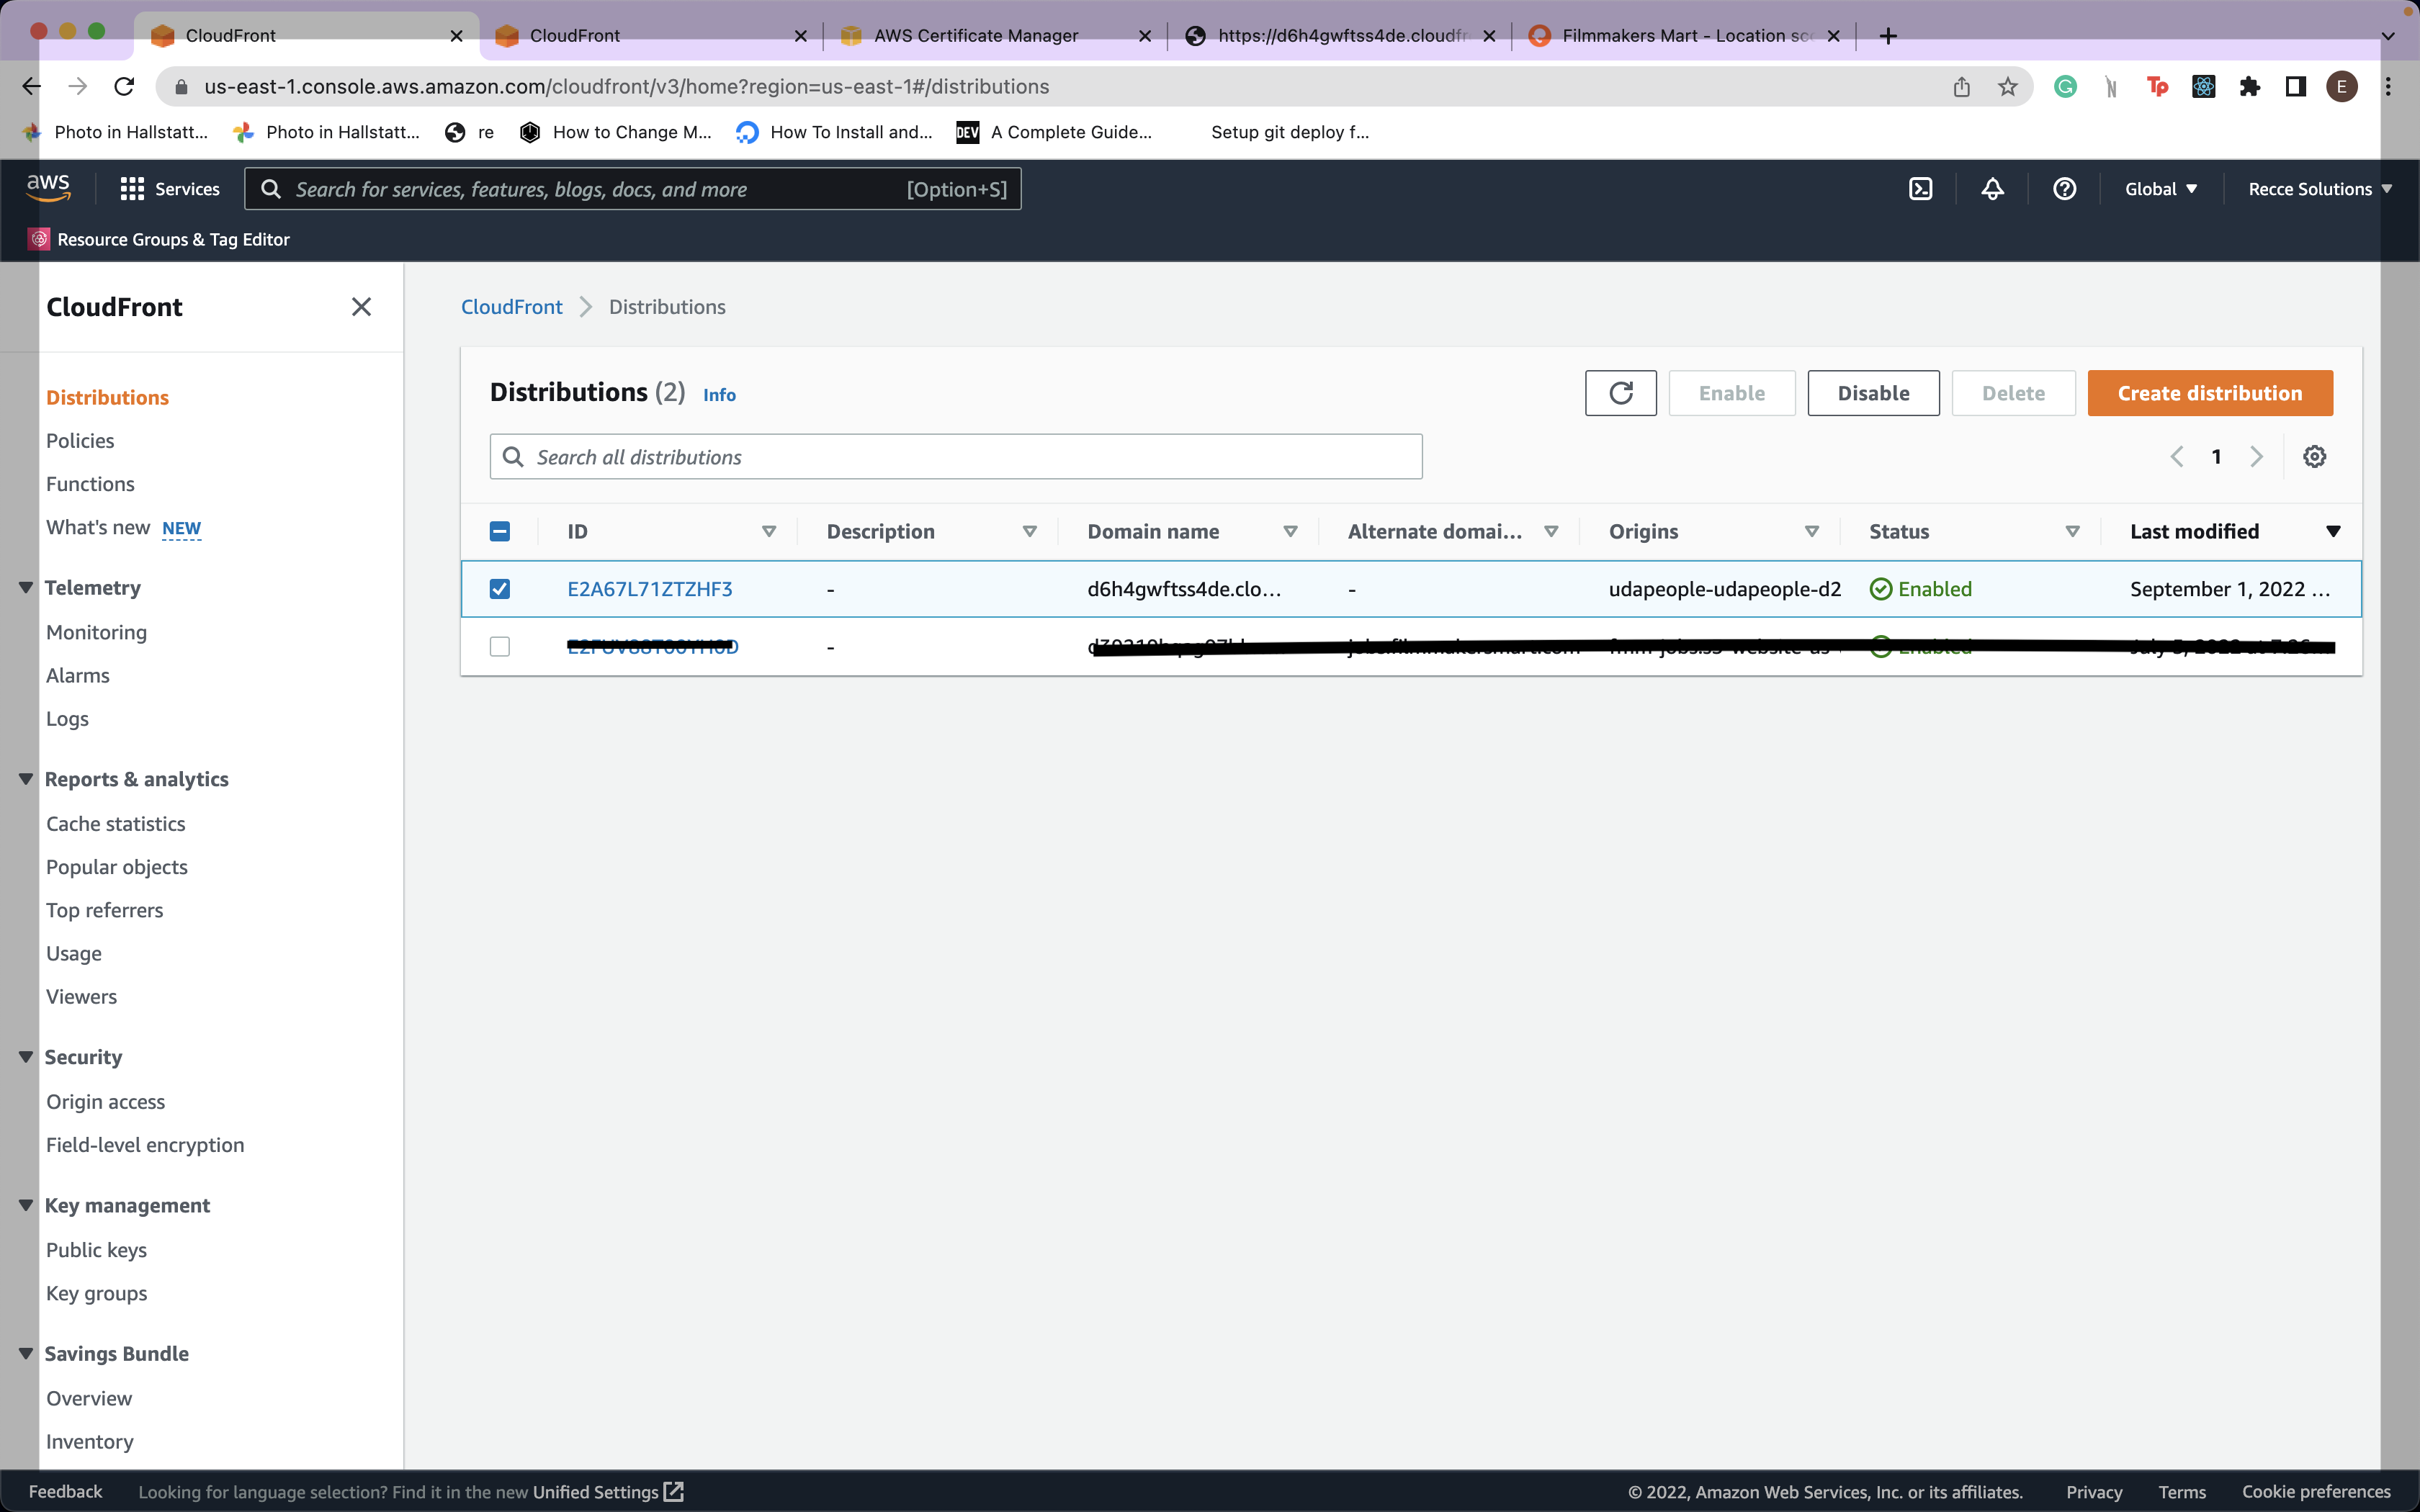 CloudFront
CloudFront
AWS Certificate Manager
https://d6h4gwftss4de.cloudfr
Filmmakers Mart - Location sc
us-east-1.console.aws.amazon.com/cloudfront/v3/home?region=us-east-1#/distributions
E
Photo in Hallstatt...
Photo in Hallstatt...
re
How to Change M...
How To Install and...
DEV
A Complete Guide...
Setup git deploy f...
aws
Services
Search for services, features, blogs, docs, and more
[Option+S]
Global
Recce Solutions
Resource Groups & Tag Editor
CloudFront
Distributions
Policies
Functions
What's new NEW
Telemetry
Monitoring
Alarms
Logs
Reports & analytics
Cache statistics
Popular objects
Top referrers
Usage
Viewers
Security
Origin access
Field-level encryption
Key management
Public keys
Key groups
Savings Bundle
Overview
Inventory
CloudFront
Distributions
Distributions (2) Info
Enable
Disable
Delete
Create distribution
Search all distributions
1
ID
Description
Domain name
Alternate domai...
Origins
Status
Last modified
E2A67L71ZTZHF3
-
d6h4gwftss4de.clo...
-
udapeople-udapeople-d2
Enabled
September 1, 2022 ...
-
Feedback
Looking for language selection? Find it in the new Unified Settings
© 2022, Amazon Web Services, Inc. or its affiliates.
Privacy
Terms
Cookie preferences